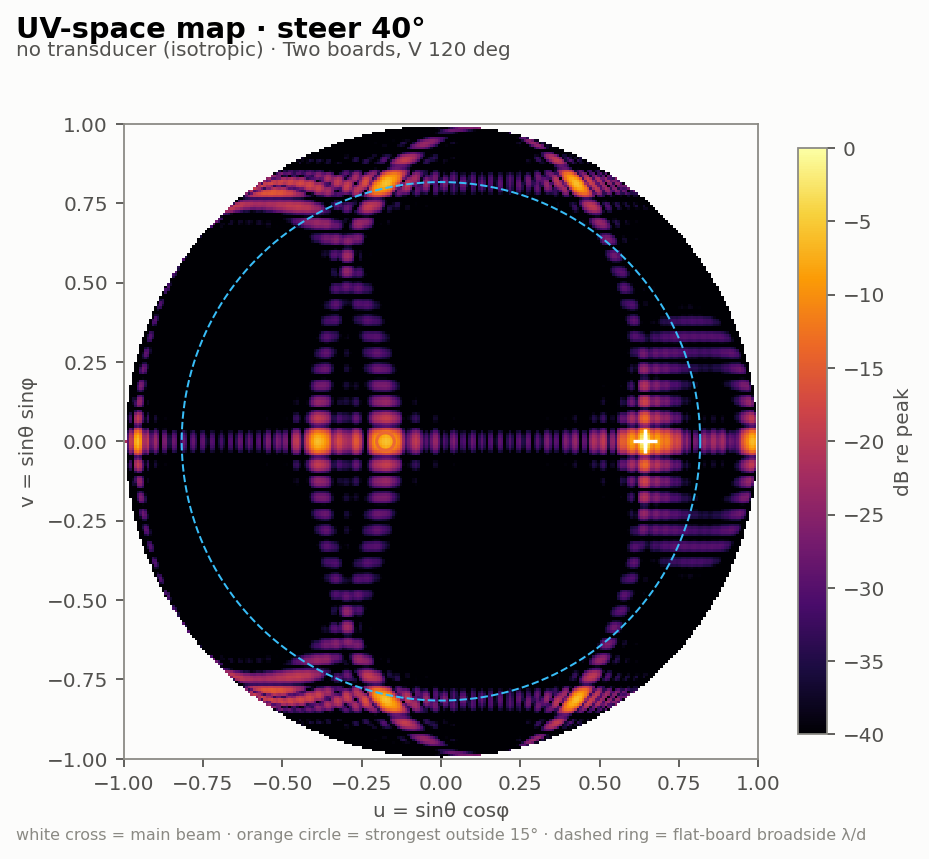 UV-space map · steer 40°
no transducer (isotropic) · Two boards, V 120 deg
1.00
0.75
0.50
0.25
0.00
−0.25
−0.50
−0.75
−1.00
v = sinθ sinφ
−1.00 −0.75 −0.50 −0.25 0.00 0.25 0.50 0.75 1.00
u = sinθ cosφ
0
−5
−10
−15
−20
−25
−30
−35
−40
dB re peak
white cross = main beam · orange circle = strongest outside 15° · dashed ring = flat-board broadside λ/d